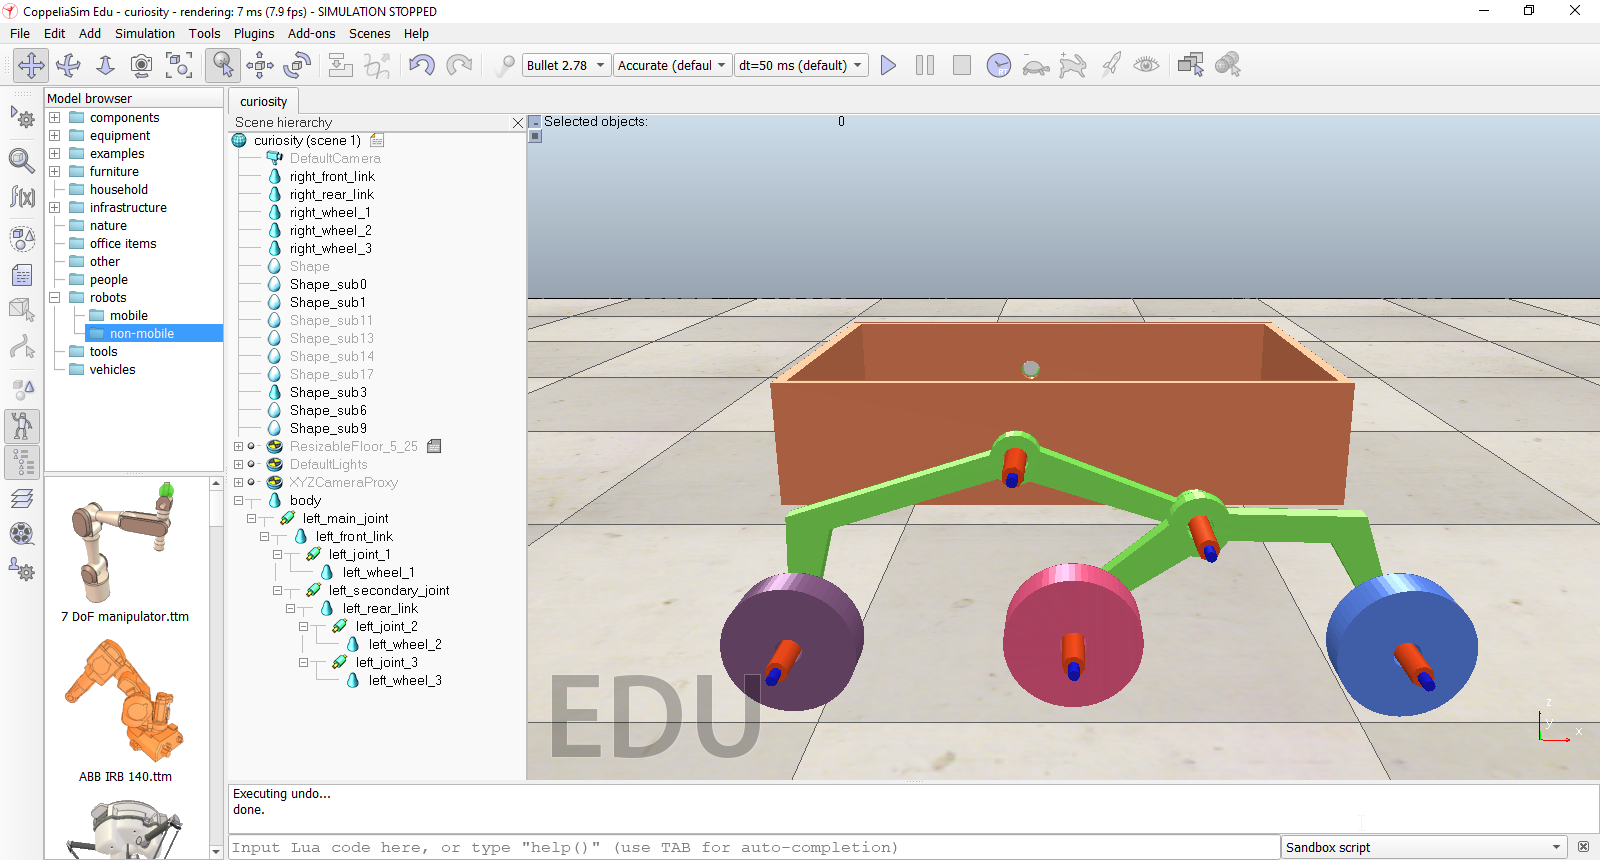 CoppeliaSim Edu - curiosity - rendering: 7 ms (7.9 fps) - SIMULATION STOPPED
File Edit Add Simulation Tools Plugins Add-ons Scenes Help
Bullet 2.78 Accurate (defaul dt=50 ms (default) RT
Model browser
components
equipment
examples
furniture
household
infrastructure
nature
office items
other
people
robots
mobile
non-mobile
tools
vehicles
f(x)
7 DoF manipulator.ttm
ABB IRB 140.ttm
curiosity
Scene hierarchy
curiosity (scene 1)
DefaultCamera
right_front_link
right_rear_link
right_wheel_1
right_wheel_2
right_wheel_3
Shape
Shape_sub0
Shape_sub1
Shape_sub11
Shape_sub13
Shape_sub14
Shape_sub17
Shape_sub3
Shape_sub6
Shape_sub9
ResizableFloor_5_25
DefaultLights
XYZCameraProxy
body
left_main_joint
left_front_link
left_joint_1
left_wheel_1
left_secondary_joint
left_rear_link
left_joint_2
left_wheel_2
left_joint_3
left_wheel_3
Selected objects: 0
EDU
z
y
x
Executing undo...
done.
Input Lua code here, or type "help()" (use TAB for auto-completion)
Sandbox script